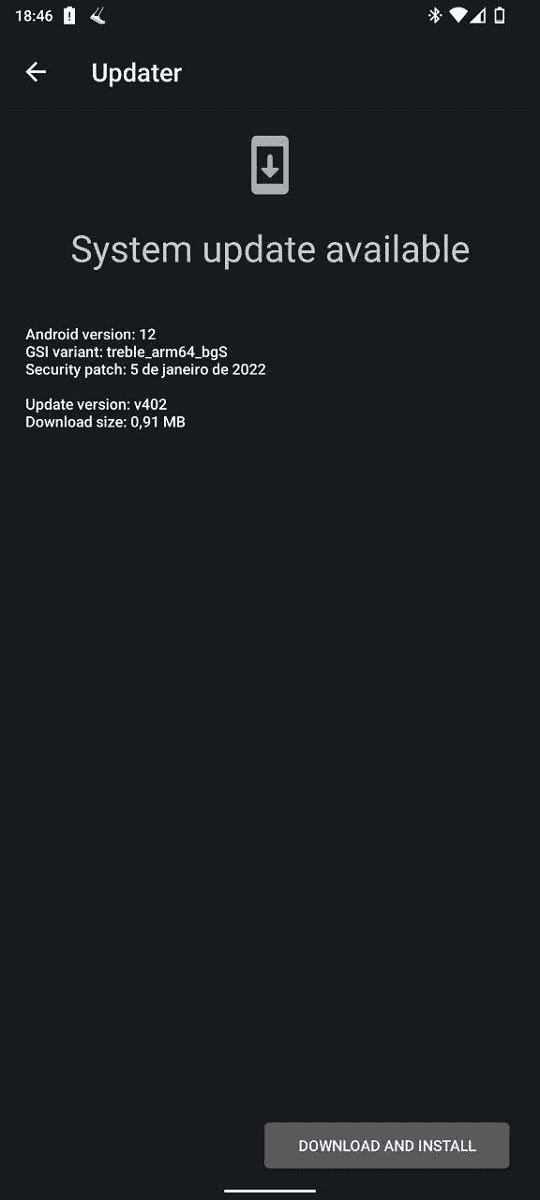 18:46
Updater
System update available
Android version: 12
GSI variant: treble_arm64_bgS
Security patch: 5 de janeiro de 2022
Update version: v402
Download size: 0,91 MB
DOWNLOAD AND INSTALL